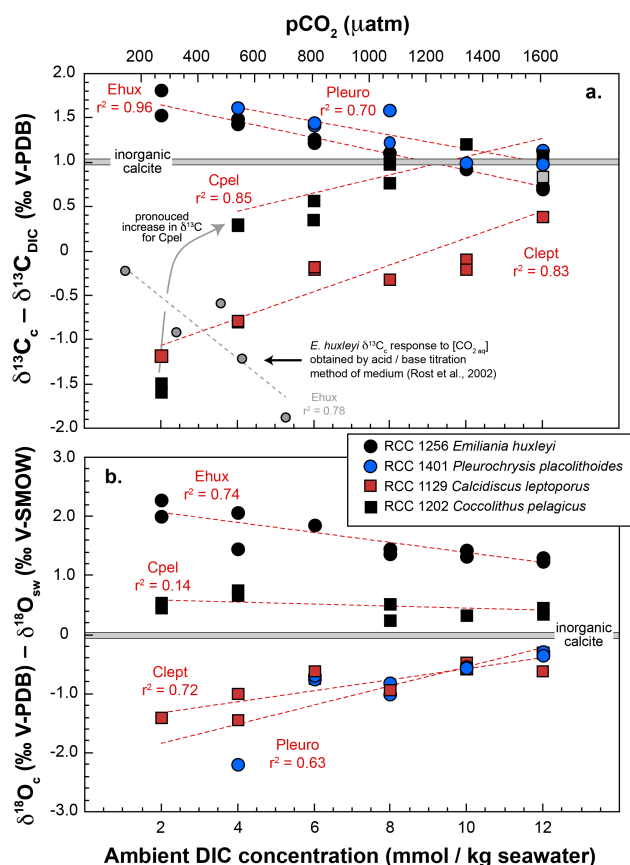 pCO₂ (µatm)
0 200 400 600 800 1000 1200 1400 1600
δ¹³C_c – δ¹³C_DIC (‰ V-PDB)
2.0
1.5
1.0
0.5
0
-0.5
-1.0
-1.5
-2.0
a.
Ehux
r² = 0.96
Pleuro
r² = 0.70
inorganic
calcite
Cpel
r² = 0.85
pronouced
increase in δ¹³C
for Cpel
Clept
r² = 0.83
E. huxleyi δ¹³C_c response to [CO₂ aq]
obtained by acid / base titration
method of medium (Rost et al., 2002)
Ehux
r² = 0.78
RCC 1256 Emiliania huxleyi
RCC 1401 Pleurochrysis placolithoides
RCC 1129 Calcidiscus leptoporus
RCC 1202 Coccolithus pelagicus
δ¹⁸O_c (‰ V-PDB) – δ¹⁸O_sw (‰ V-SMOW)
3.0
2.0
1.0
0
-1.0
-2.0
-3.0
b.
Ehux
r² = 0.74
Cpel
r² = 0.14
inorganic
calcite
Clept
r² = 0.72
Pleuro
r² = 0.63
2 4 6 8 10 12
Ambient DIC concentration (mmol / kg seawater)